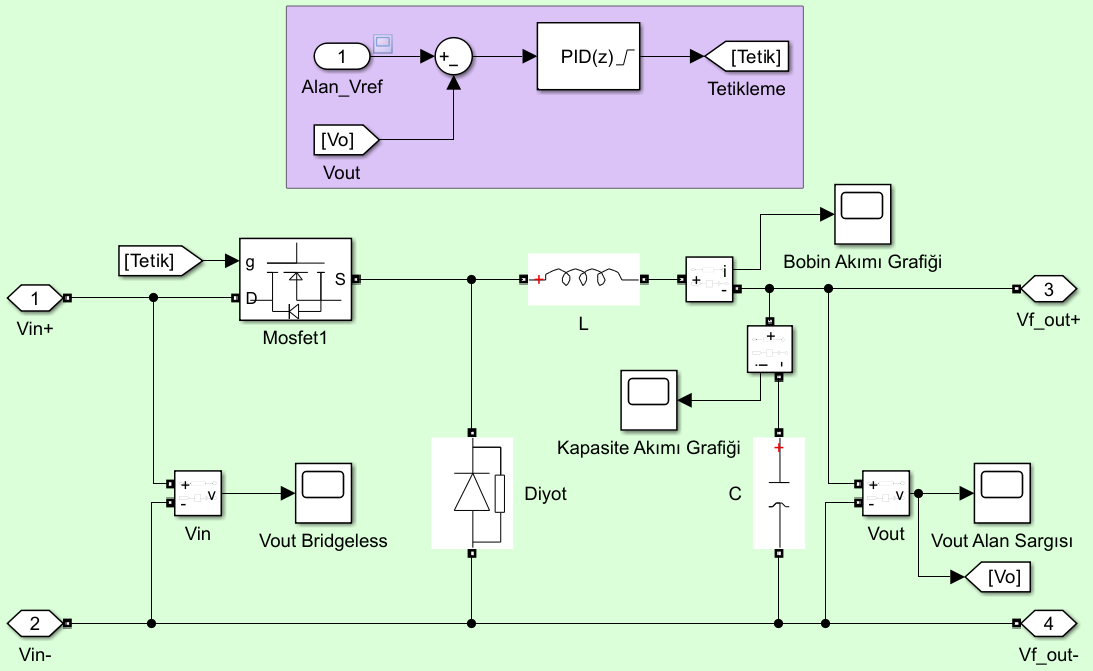 1
Alan_Vref
+
_
PID(z)
[Tetik]
Tetikleme
[Vo]
Vout
[Tetik]
g
D
S
Mosfet1
+
L
i
+
-
Bobin Akımı Grafiği
1
Vin+
3
Vf_out+
+
i
-
Kapasite Akımı Grafiği
+
C
Diyot
+
-
v
Vin
Vout Bridgeless
+
-
v
Vout
Vout Alan Sargısı
[Vo]
2
Vin-
4
Vf_out-